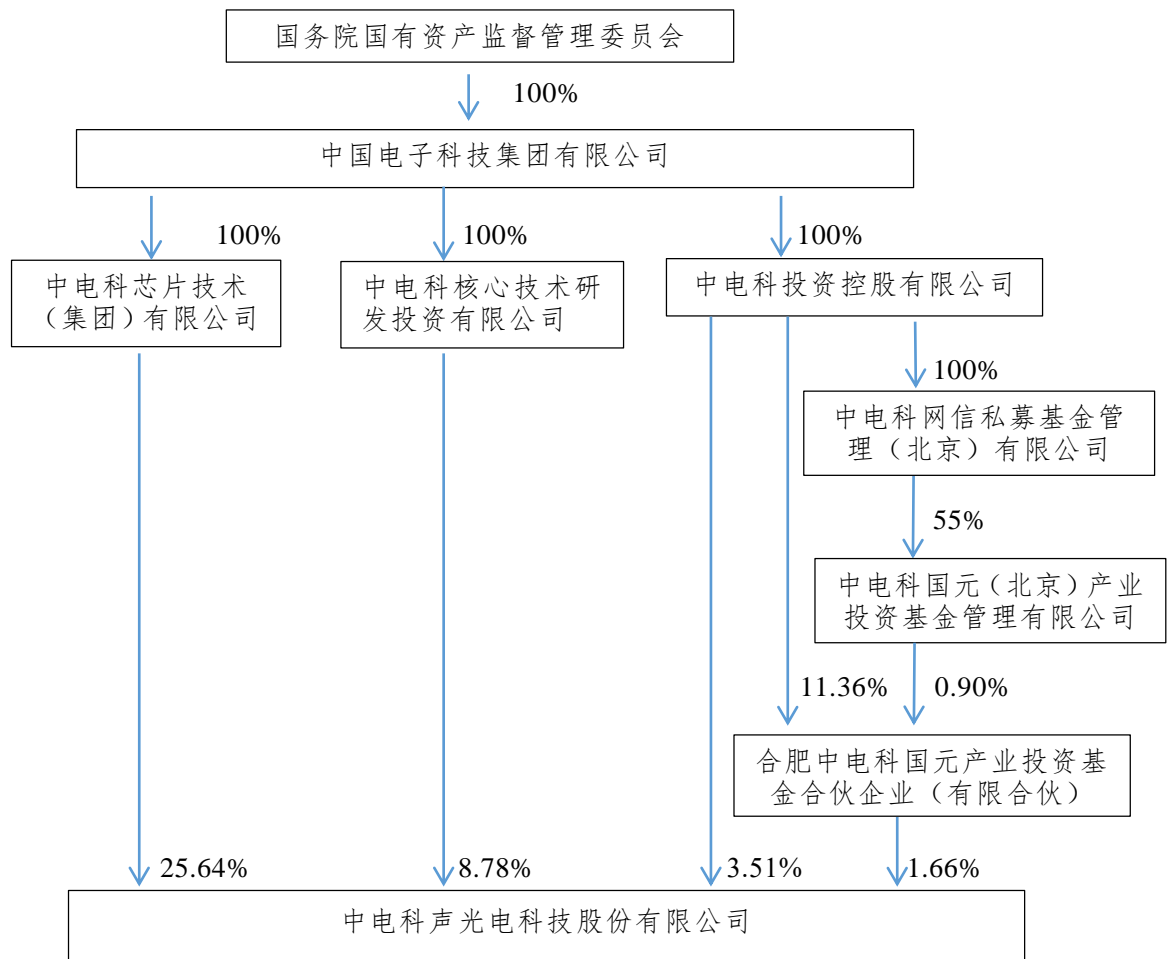 国务院国有资产监督管理委员会
100%
中国电子科技集团有限公司
100%
100%
100%
中电科芯片技术
（集团）有限公司
中电科核心技术研
发投资有限公司
中电科投资控股有限公司
100%
中电科网信私募基金管
理（北京）有限公司
55%
中电科国元（北京）产业
投资基金管理有限公司
11.36%
0.90%
合肥中电科国元产业投资基
金合伙企业（有限合伙）
25.64%
8.78%
3.51%
1.66%
中电科声光电科技股份有限公司